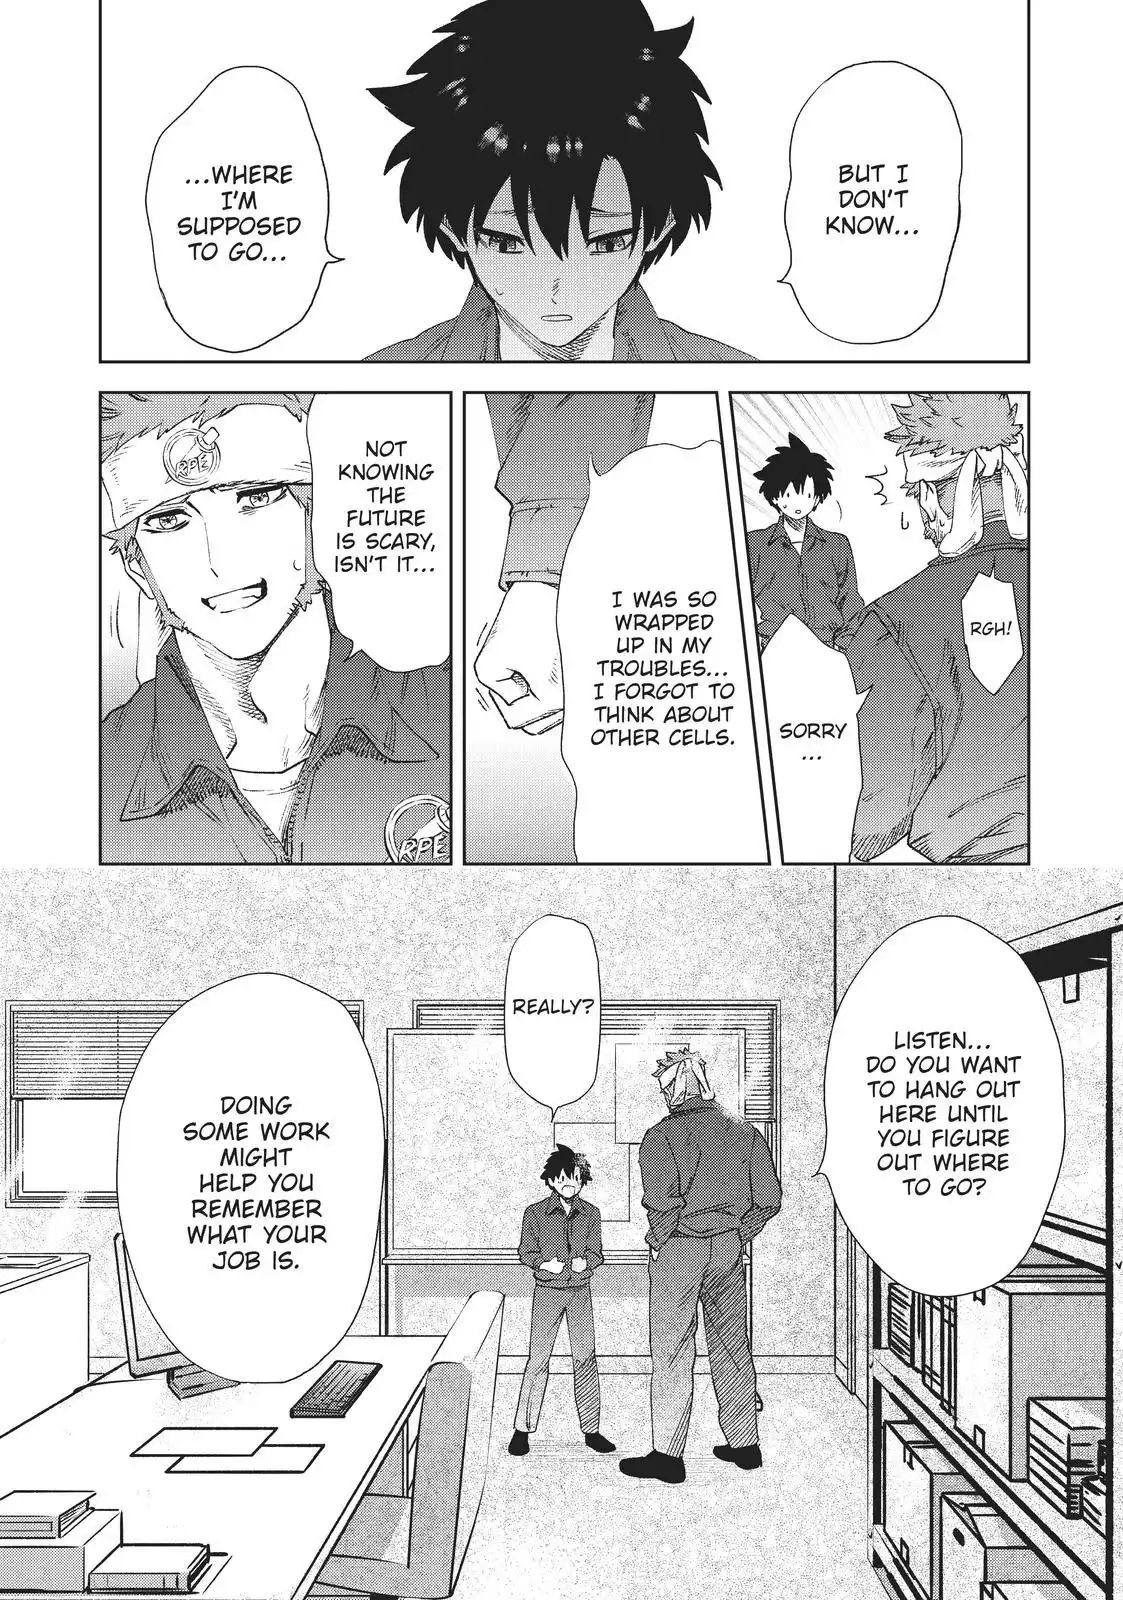 BUT I
DON'T
KNOW...
...WHERE
I'M
SUPPOSED
TO GO...
RGH!
SORRY
...
I WAS SO
WRAPPED
UP IN MY
TROUBLES...
I FORGOT TO
THINK ABOUT
OTHER CELLS.
NOT
KNOWING
THE
FUTURE
IS SCARY,
ISN'T IT...
RPE
RPE
LISTEN...
DO YOU WANT
TO HANG OUT
HERE UNTIL
YOU FIGURE
OUT WHERE
TO GO?
REALLY?
DOING
SOME WORK
MIGHT
HELP YOU
REMEMBER
WHAT YOUR
JOB IS.